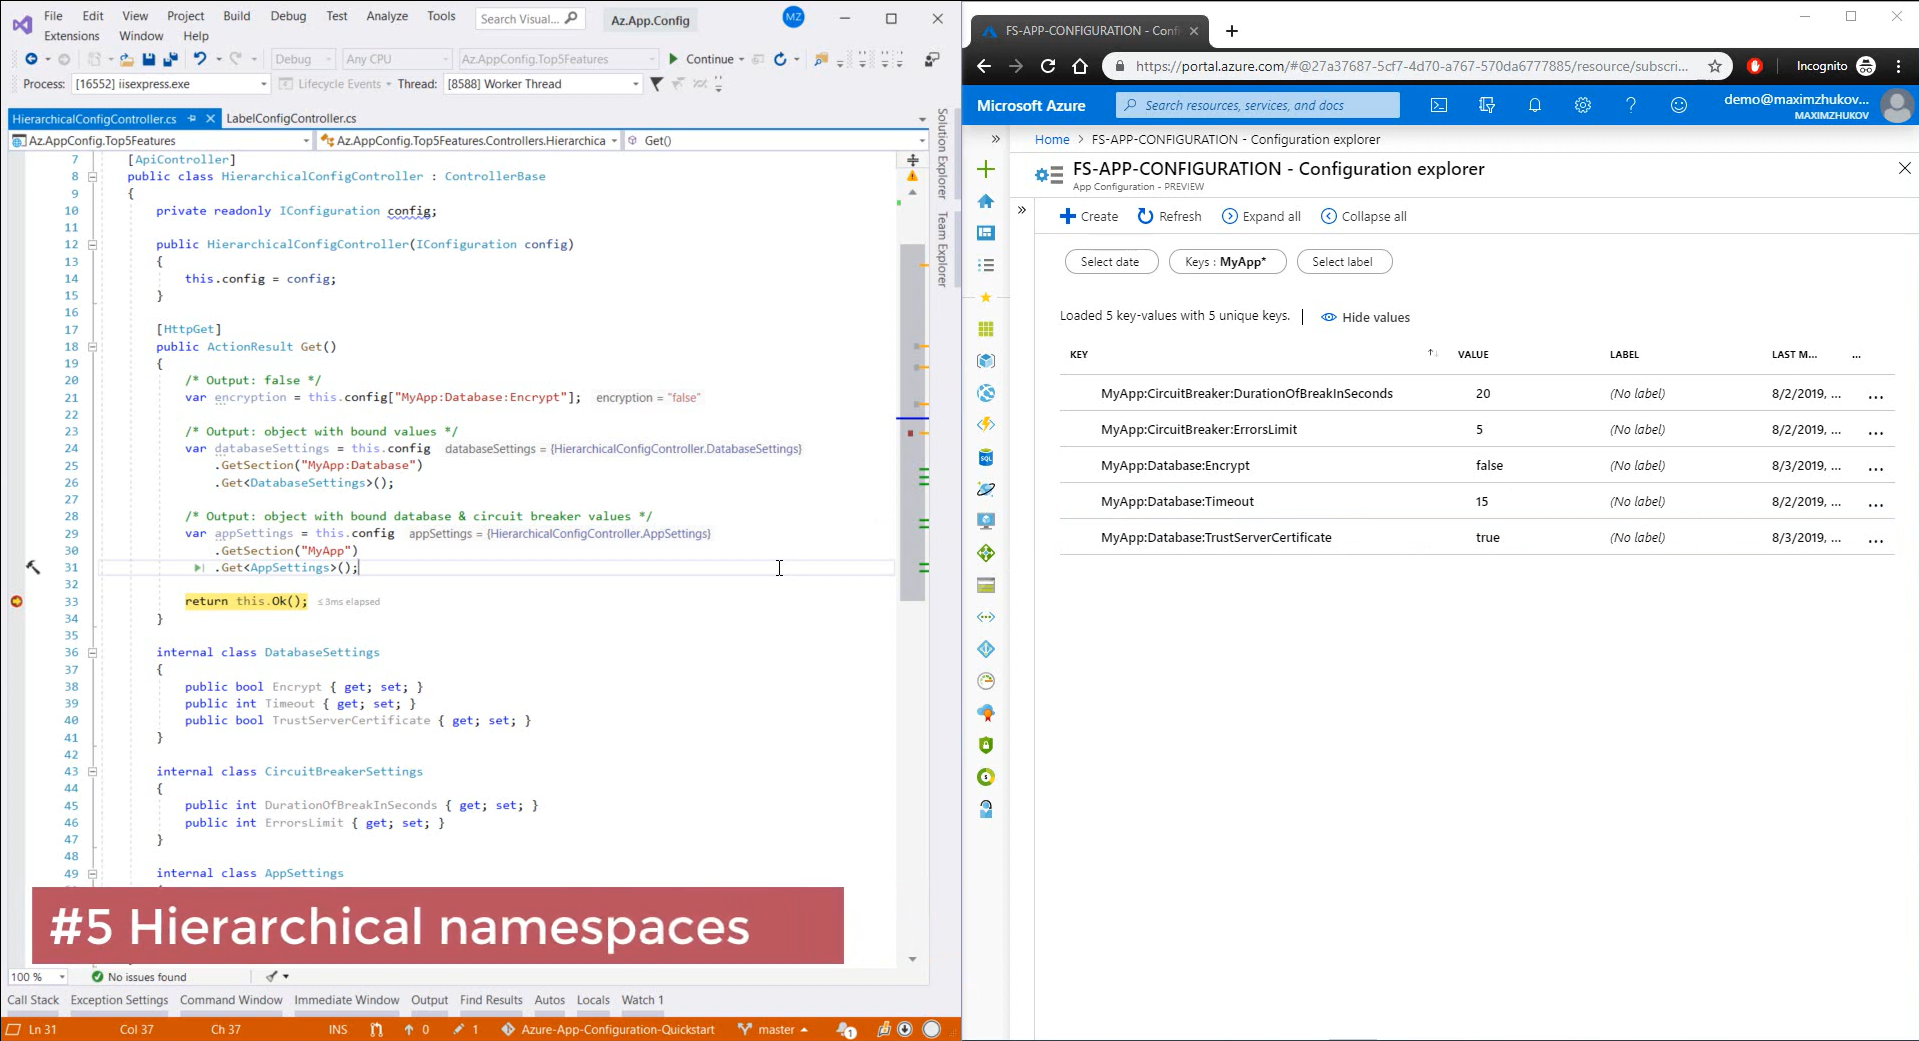 File Edit View Project Build Debug Test Analyze Tools Search Visual... Az.App.Config MZ
Extensions Window Help
Debug Any CPU Az.AppConfig.Top5Features Continue
Process: [16552] iisexpress.exe Lifecycle Events Thread: [8588] Worker Thread
HierarchicalConfigController.cs LabelConfigController.cs
Az.AppConfig.Top5Features Az.AppConfig.Top5Features.Controllers.Hierarchica Get()
7 [ApiController]
8 public class HierarchicalConfigController : ControllerBase
9 {
10 private readonly IConfiguration config;
11
12 public HierarchicalConfigController(IConfiguration config)
13 {
14 this.config = config;
15 }
16
17 [HttpGet]
18 public ActionResult Get()
19 {
20 /* Output: false */
21 var encryption = this.config["MyApp:Database:Encrypt"]; encryption = "false"
22
23 /* Output: object with bound values */
24 var databaseSettings = this.config databaseSettings = {HierarchicalConfigController.DatabaseSettings}
25 .GetSection("MyApp:Database")
26 .Get<DatabaseSettings>();
27
28 /* Output: object with bound database & circuit breaker values */
29 var appSettings = this.config appSettings = {HierarchicalConfigController.AppSettings}
30 .GetSection("MyApp")
31 .Get<AppSettings>();
32
33 return this.Ok(); ≤3ms elapsed
34 }
35
36 internal class DatabaseSettings
37 {
38 public bool Encrypt { get; set; }
39 public int Timeout { get; set; }
40 public bool TrustServerCertificate { get; set; }
41 }
42
43 internal class CircuitBreakerSettings
44 {
45 public int DurationOfBreakInSeconds { get; set; }
46 public int ErrorsLimit { get; set; }
47 }
48
49 internal class AppSettings
#5 Hierarchical namespaces
Solution Explorer
Team Explorer
100 % No issues found
Call Stack Exception Settings Command Window Immediate Window Output Find Results Autos Locals Watch 1
Ln 31 Col 37 Ch 37 INS 0 1 Azure-App-Configuration-Quickstart master 1
FS-APP-CONFIGURATION - Confi
https://portal.azure.com/#@27a37687-5cf7-4d70-a767-570da6777885/resource/subscri... Incognito
Microsoft Azure Search resources, services, and docs demo@maximzhukov...
MAXIMZHUKOV
Home > FS-APP-CONFIGURATION - Configuration explorer
FS-APP-CONFIGURATION - Configuration explorer
App Configuration - PREVIEW
Create Refresh Expand all Collapse all
Select date Keys : MyApp* Select label
Loaded 5 key-values with 5 unique keys. Hide values
KEY VALUE LABEL LAST M... ...
MyApp:CircuitBreaker:DurationOfBreakInSeconds 20 (No label) 8/2/2019, ... ...
MyApp:CircuitBreaker:ErrorsLimit 5 (No label) 8/2/2019, ... ...
MyApp:Database:Encrypt false (No label) 8/3/2019, ... ...
MyApp:Database:Timeout 15 (No label) 8/2/2019, ... ...
MyApp:Database:TrustServerCertificate true (No label) 8/3/2019, ... ...
SQL